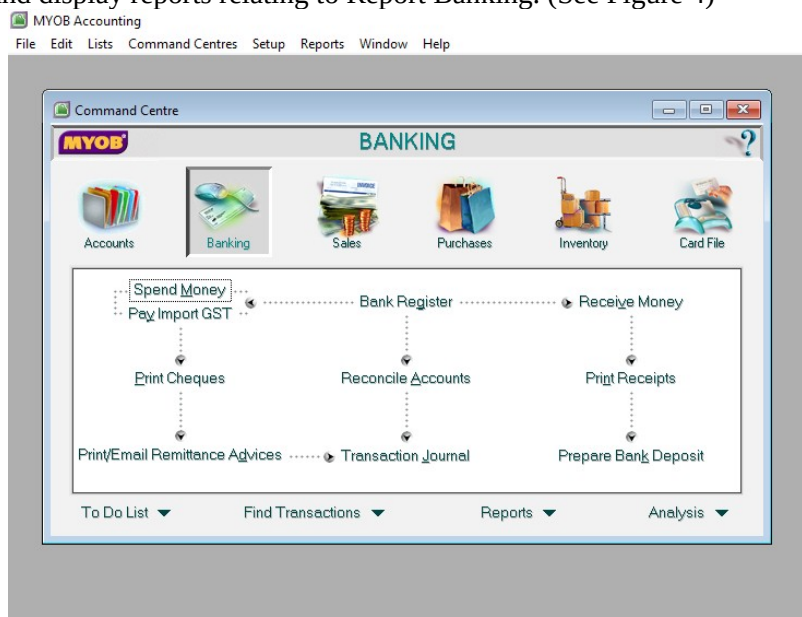 nd display reports relating to Report Banking. (See Figure 4)
MYOB Accounting
File Edit Lists Command Centres Setup Reports Window Help
Command Centre
MYOB BANKING ?
INVOICE
Accounts Banking Sales Purchases Inventory Card File
Spend Money
Bank Register Receive Money
Pay Import GST
Print Cheques Reconcile Accounts Print Receipts
Print/Email Remittance Advices Transaction Journal Prepare Bank Deposit
To Do List Find Transactions Reports Analysis